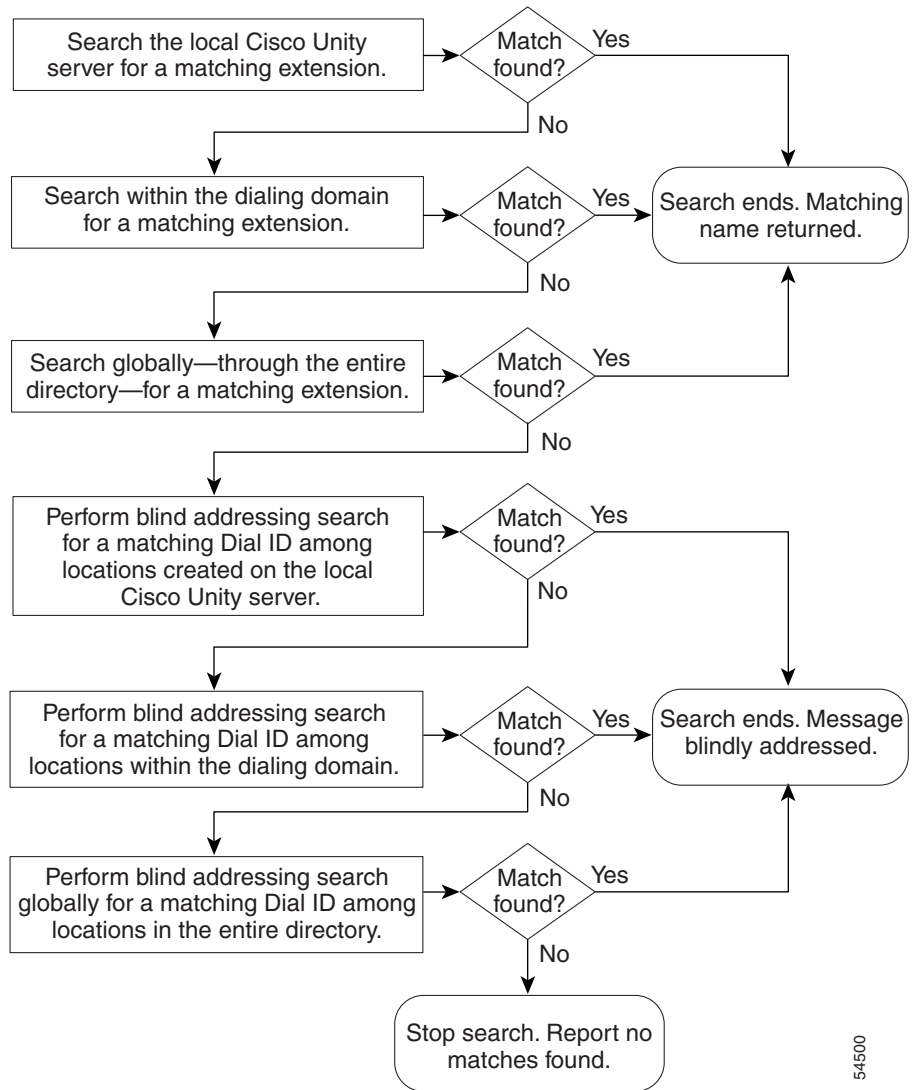 Search the local Cisco Unity
server for a matching extension.
Match
found?
Yes
No
Search within the dialing domain
for a matching extension.
Match
found?
Yes
Search ends. Matching
name returned.
No
Search globally—through the entire
directory—for a matching extension.
Match
found?
Yes
No
Perform blind addressing search
for a matching Dial ID among
locations created on the local
Cisco Unity server.
Match
found?
Yes
No
Perform blind addressing search
for a matching Dial ID among
locations within the dialing domain.
Match
found?
Yes
Search ends. Message
blindly addressed.
No
Perform blind addressing search
globally for a matching Dial ID among
locations in the entire directory.
Match
found?
Yes
No
Stop search. Report no
matches found.
54500